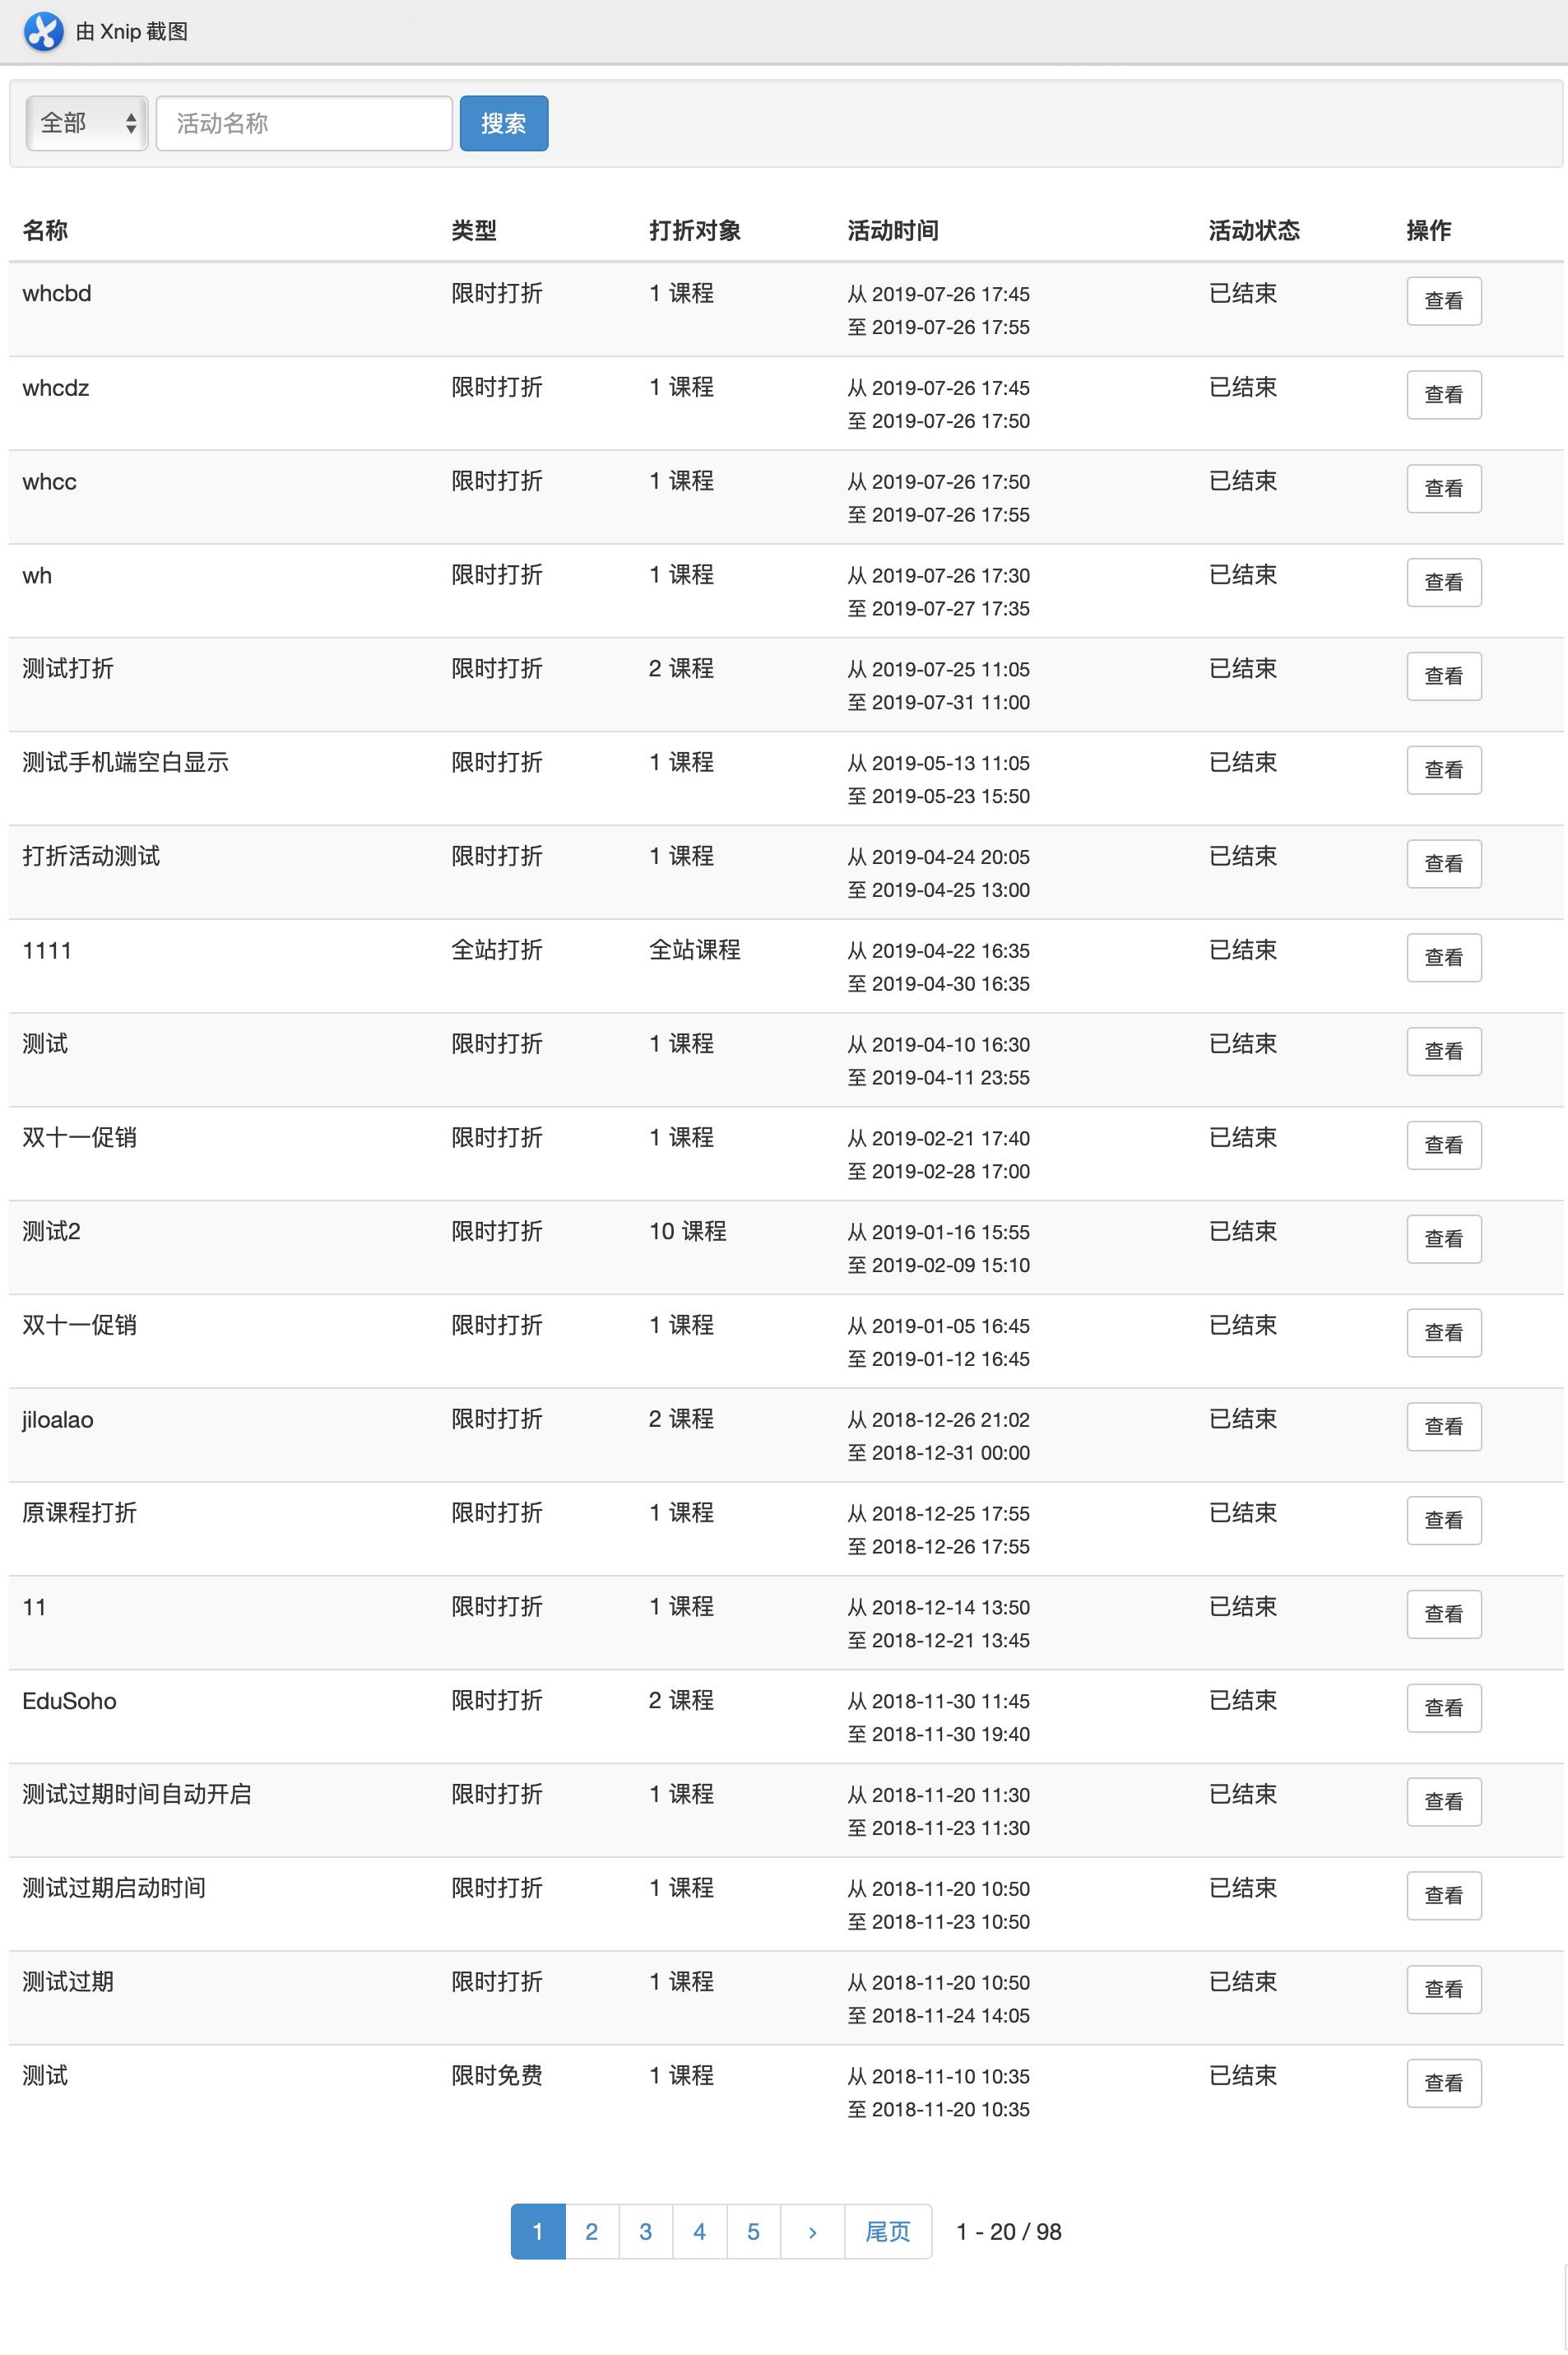 由 Xnip 截图
全部 活动名称 搜索
名称 类型 打折对象 活动时间 活动状态 操作
whcbd 限时打折 1 课程 从 2019-07-26 17:45 已结束 查看
至 2019-07-26 17:55
whcdz 限时打折 1 课程 从 2019-07-26 17:45 已结束 查看
至 2019-07-26 17:50
whcc 限时打折 1 课程 从 2019-07-26 17:50 已结束 查看
至 2019-07-26 17:55
wh 限时打折 1 课程 从 2019-07-26 17:30 已结束 查看
至 2019-07-27 17:35
测试打折 限时打折 2 课程 从 2019-07-25 11:05 已结束 查看
至 2019-07-31 11:00
测试手机端空白显示 限时打折 1 课程 从 2019-05-13 11:05 已结束 查看
至 2019-05-23 15:50
打折活动测试 限时打折 1 课程 从 2019-04-24 20:05 已结束 查看
至 2019-04-25 13:00
1111 全站打折 全站课程 从 2019-04-22 16:35 已结束 查看
至 2019-04-30 16:35
测试 限时打折 1 课程 从 2019-04-10 16:30 已结束 查看
至 2019-04-11 23:55
双十一促销 限时打折 1 课程 从 2019-02-21 17:40 已结束 查看
至 2019-02-28 17:00
测试2 限时打折 10 课程 从 2019-01-16 15:55 已结束 查看
至 2019-02-09 15:10
双十一促销 限时打折 1 课程 从 2019-01-05 16:45 已结束 查看
至 2019-01-12 16:45
jiloalao 限时打折 2 课程 从 2018-12-26 21:02 已结束 查看
至 2018-12-31 00:00
原课程打折 限时打折 1 课程 从 2018-12-25 17:55 已结束 查看
至 2018-12-26 17:55
11 限时打折 1 课程 从 2018-12-14 13:50 已结束 查看
至 2018-12-21 13:45
EduSoho 限时打折 2 课程 从 2018-11-30 11:45 已结束 查看
至 2018-11-30 19:40
测试过期时间自动开启 限时打折 1 课程 从 2018-11-20 11:30 已结束 查看
至 2018-11-23 11:30
测试过期启动时间 限时打折 1 课程 从 2018-11-20 10:50 已结束 查看
至 2018-11-23 10:50
测试过期 限时打折 1 课程 从 2018-11-20 10:50 已结束 查看
至 2018-11-24 14:05
测试 限时免费 1 课程 从 2018-11-10 10:35 已结束 查看
至 2018-11-20 10:35
1 2 3 4 5 › 尾页 1 - 20 / 98